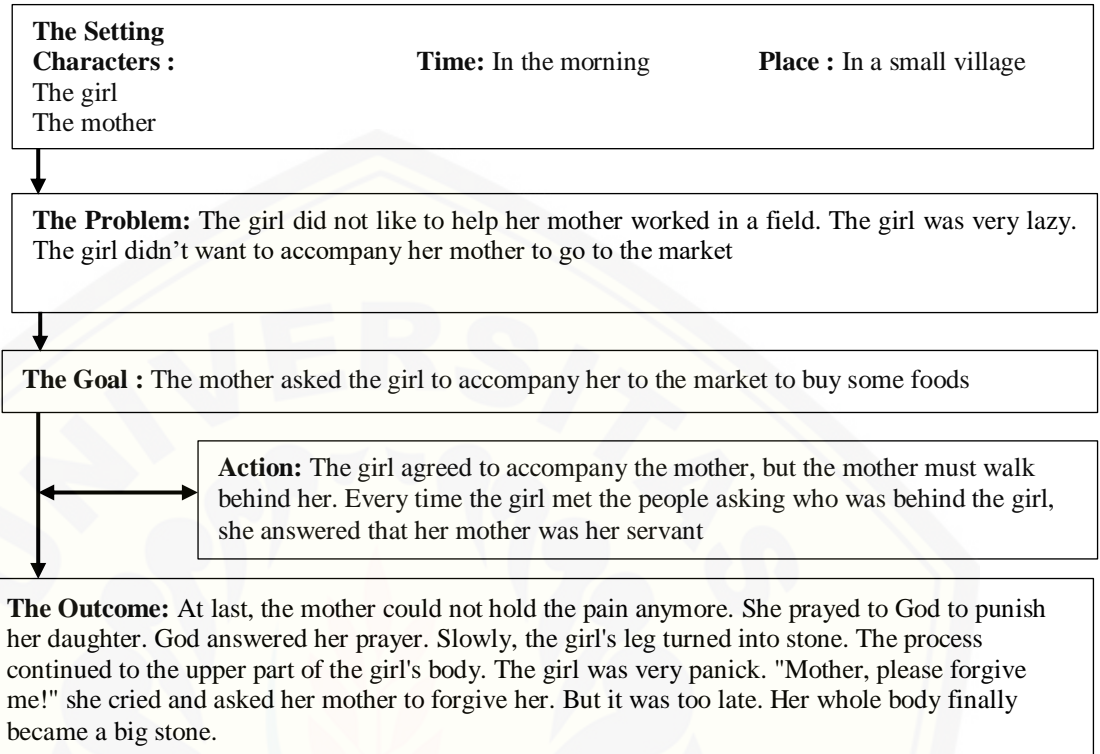 The Setting
Characters : Time: In the morning Place : In a small village
The girl
The mother
The Problem: The girl did not like to help her mother worked in a field. The girl was very lazy.
The girl didn’t want to accompany her mother to go to the market
The Goal : The mother asked the girl to accompany her to the market to buy some foods
Action: The girl agreed to accompany the mother, but the mother must walk
behind her. Every time the girl met the people asking who was behind the girl,
she answered that her mother was her servant
The Outcome: At last, the mother could not hold the pain anymore. She prayed to God to punish
her daughter. God answered her prayer. Slowly, the girl's leg turned into stone. The process
continued to the upper part of the girl's body. The girl was very panick. "Mother, please forgive
me!" she cried and asked her mother to forgive her. But it was too late. Her whole body finally
became a big stone.
UNIVERSITAS